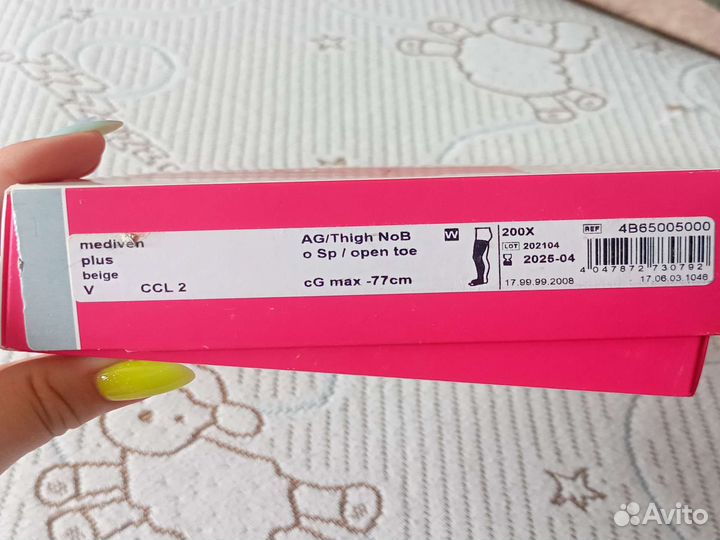 mediven
plus
beige
V CCL 2
AG/Thigh NoB
o Sp / open toe
cG max -77cm
W
200X
LOT 202104
2025-04
17.99.99.2008
REF 4B65005000
4 047872 730792
17.06.03.1046
Avito